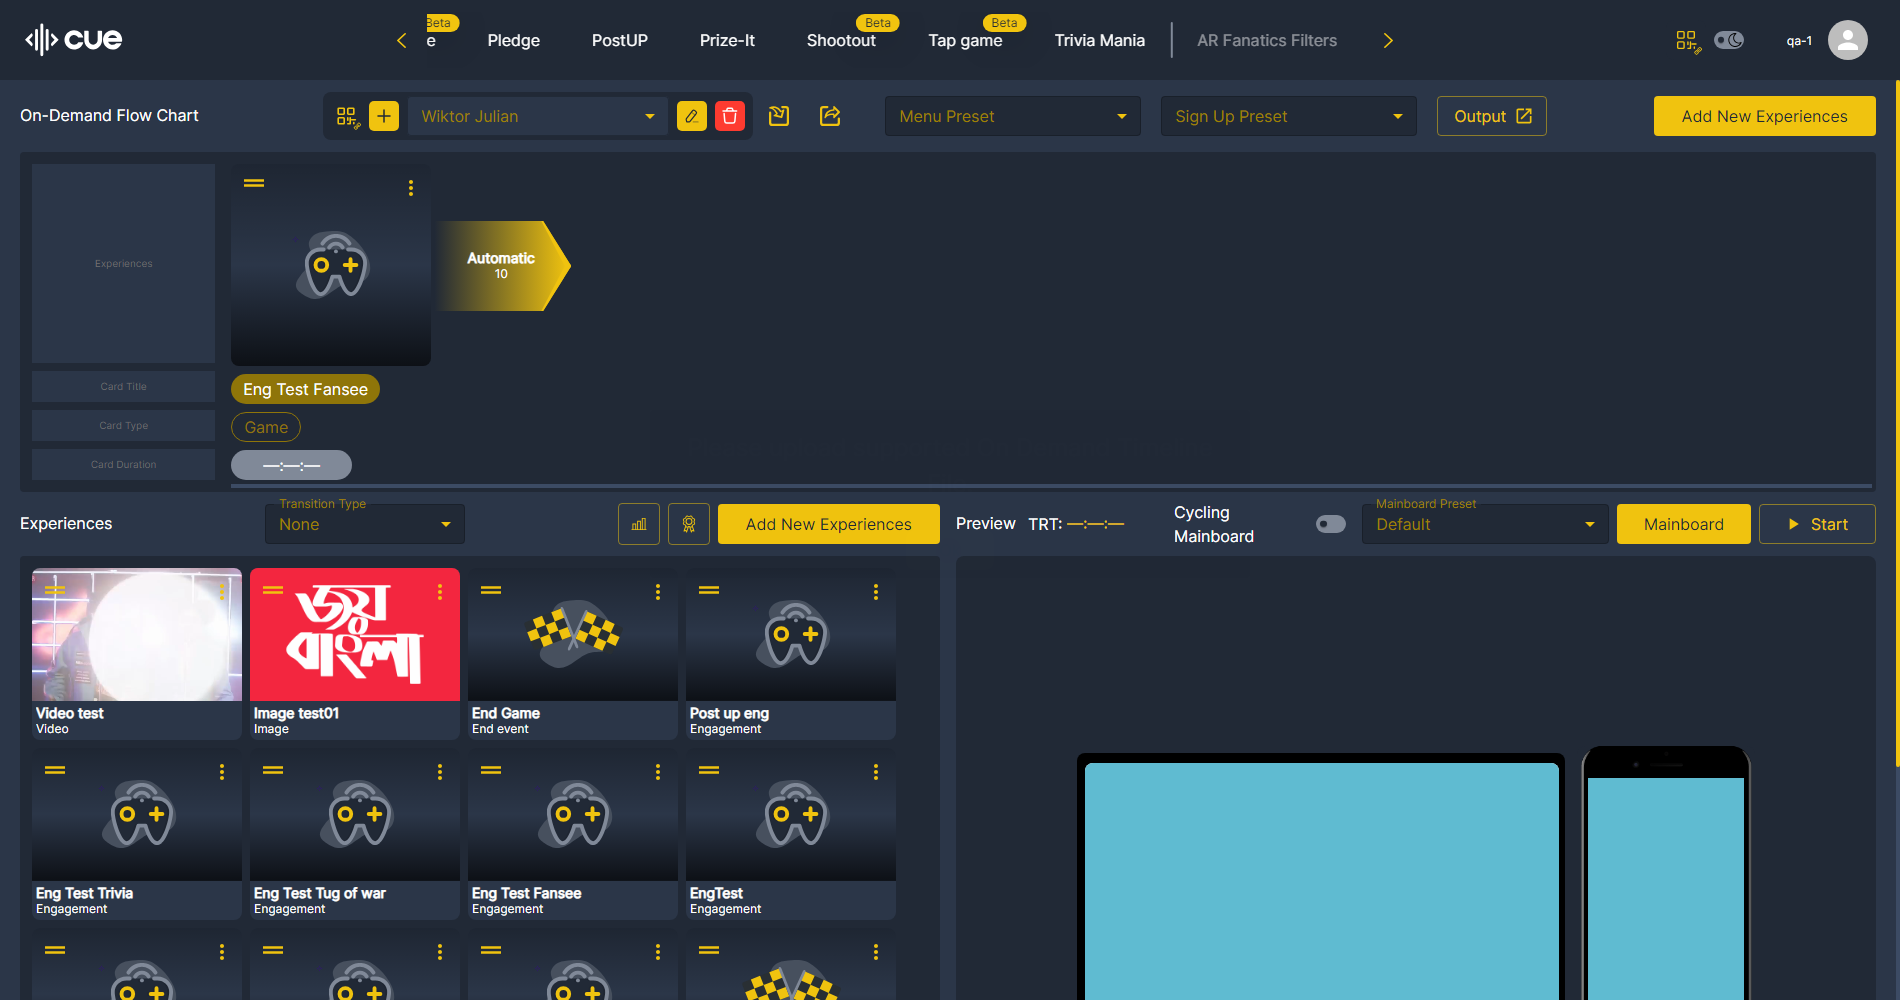 cue
Beta
e
Pledge
PostUP
Prize-It
Beta
Shootout
Beta
Tap game
Trivia Mania
AR Fanatics Filters
qa-1
On-Demand Flow Chart
Wiktor Julian
Menu Preset
Sign Up Preset
Output
Add New Experiences
Experiences
Automatic
10
Card Title
Eng Test Fansee
Card Type
Game
Card Duration
—:—:—
Experiences
Transition Type
None
Add New Experiences
Preview
TRT: —:—:—
Cycling
Mainboard
Mainboard Preset
Default
Mainboard
Start
জয়
বাংলা
Video test
Video
Image test01
Image
End Game
End event
Post up eng
Engagement
Eng Test Trivia
Engagement
Eng Test Tug of war
Engagement
Eng Test Fansee
Engagement
EngTest
Engagement